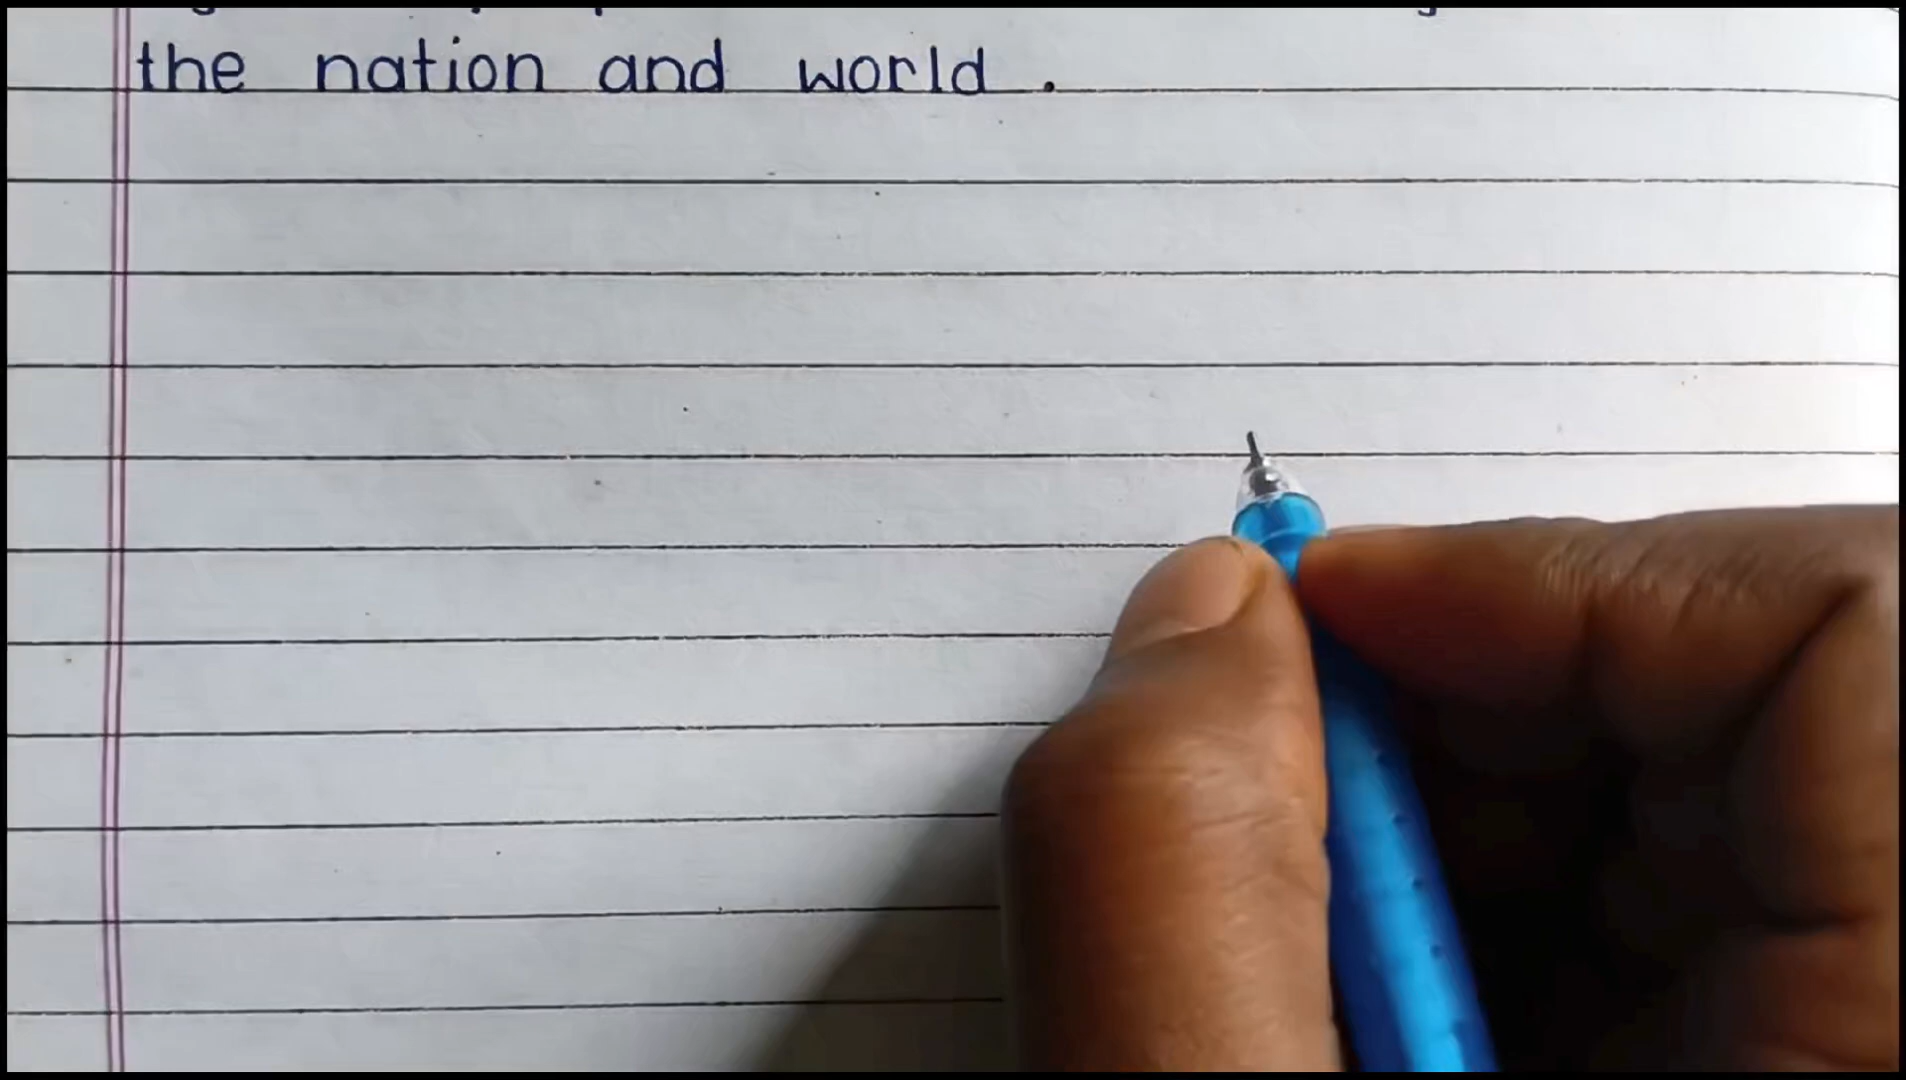 the nation and world .